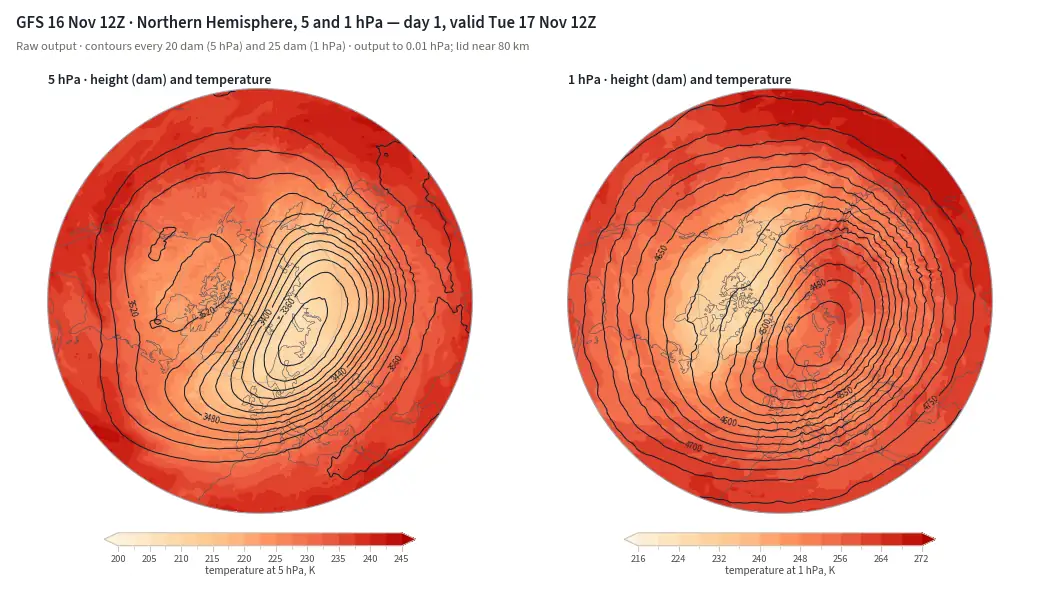 GFS 16 Nov 12Z · Northern Hemisphere, 5 and 1 hPa — day 1, valid Tue 17 Nov 12Z
Raw output · contours every 20 dam (5 hPa) and 25 dam (1 hPa) · output to 0.01 hPa; lid near 80 km
5 hPa · height (dam) and temperature
1 hPa · height (dam) and temperature
3520
3520
3400
3360
3480
3440
3560
4650
4450
4500
4550
4600
4700
4750
200 205 210 215 220 225 230 235 240 245
temperature at 5 hPa, K
216 224 232 240 248 256 264 272
temperature at 1 hPa, K